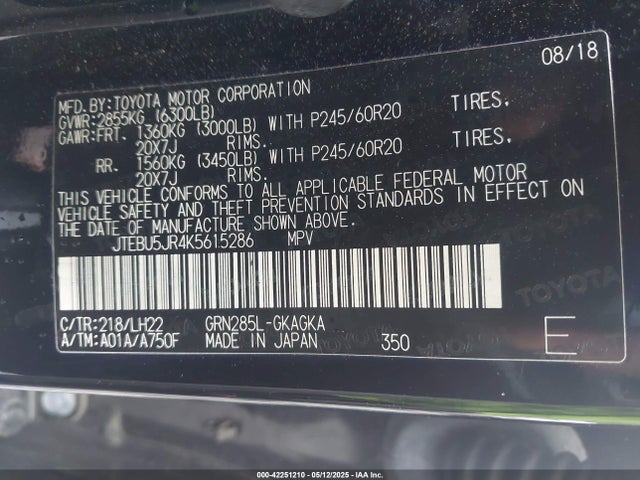 08/18
MFD.BY:TOYOTA MOTOR CORPORATION
GVWR:2855KG (6300LB)
GAWR:FRT. 1360KG (3000LB) WITH P245/60R20 TIRES,
20X7J RIMS.
RR. 1560KG (3450LB) WITH P245/60R20 TIRES,
20X7J RIMS.
THIS VEHICLE CONFORMS TO ALL APPLICABLE FEDERAL MOTOR
VEHICLE SAFETY AND THEFT PREVENTION STANDARDS IN EFFECT ON
THE DATE OF MANUFACTURE SHOWN ABOVE.
JTEBU5JR4K5615286 MPV
C/TR:218/LH22 GRN285L-GKAGKA
A/TM:A01A/A750F MADE IN JAPAN 350 E
TOYOTA
000-42251210 - 05/12/2025 - IAA Inc.